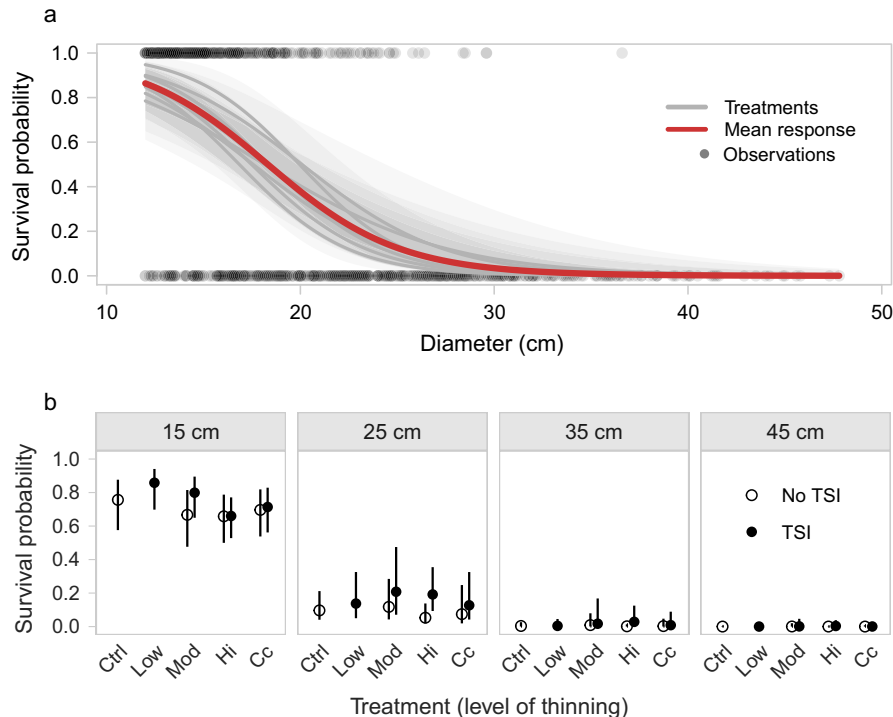 a
Survival probability
1.0
0.8
0.6
0.4
0.2
0.0
Treatments
Mean response
Observations
10 20 30 40 50
Diameter (cm)
b
15 cm 25 cm 35 cm 45 cm
Survival probability
1.0
0.8
0.6
0.4
0.2
0.0
No TSI
TSI
Ctrl Low Mod Hi Cc Ctrl Low Mod Hi Cc Ctrl Low Mod Hi Cc Ctrl Low Mod Hi Cc
Treatment (level of thinning)